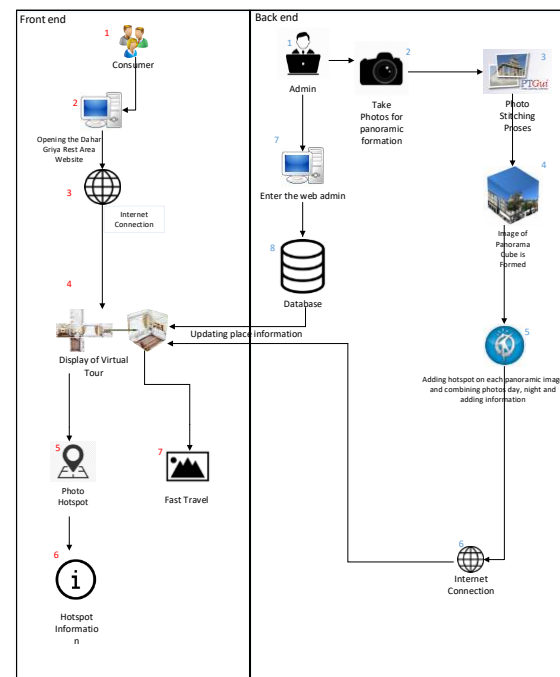 Front end
1
Consumer
2
Opening the Dahar
Griya Rest Area
Website
3
Internet
Connection
4
Display of Virtual
Tour
5
Photo
Hotspot
7
Fast Travel
6
i
Hotspot
Informatio
n
Back end
1
Admin
2
Take
Photos for
panoramic
formation
3
PTGui
Photo
Stitching
Proses
4
Image of
Panorama
Cube is
Formed
5
Adding hotspot on each panoramic imag
and combining photos day, night and
adding information
6
Internet
Connection
7
Enter the web admin
8
Database
Updating place information